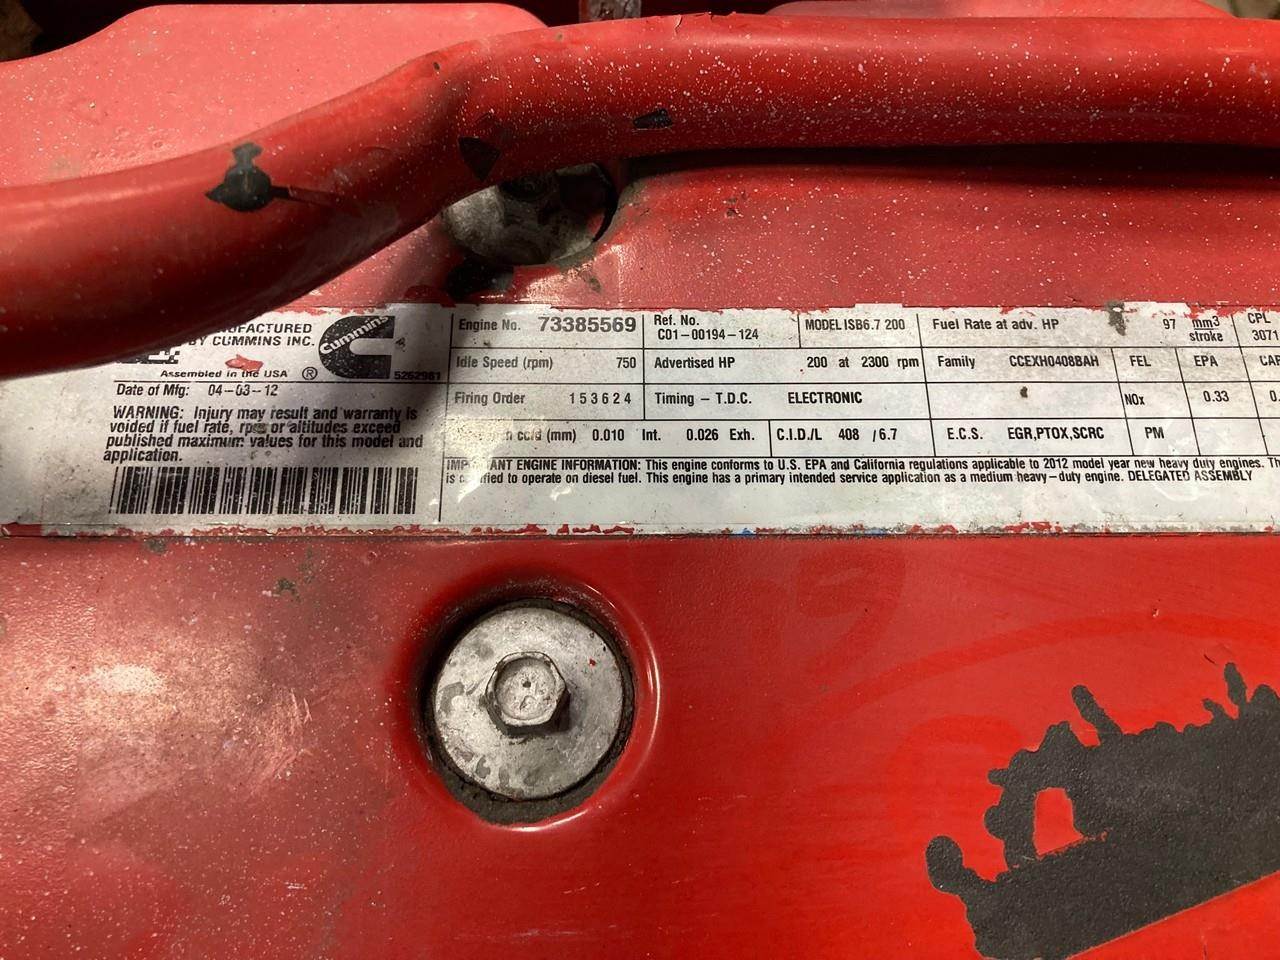 BY CUMMINS INC.
Cummins
Assembled in the USA ® 5262981
Date of Mfg: 04-03-12
WARNING: Injury may result and warranty is
voided if fuel rate, rpm or altitudes exceed
published maximum values for this model and
application.
Engine No. 73385569
Ref. No.
C01-00194-124
MODEL ISB6.7 200
Fuel Rate at adv. HP 97 mm3
stroke
CPL
3071
Idle Speed (rpm) 750
Advertised HP 200 at 2300 rpm
Family CCEXH0408BAH
FEL EPA
Firing Order 153624
Timing - T.D.C. ELECTRONIC
NOx 0.33
cold (mm) 0.010 Int. 0.026 Exh.
C.I.D./L 408 /6.7
E.C.S. EGR,PTOX,SCRC
PM
IMPORTANT ENGINE INFORMATION: This engine conforms to U.S. EPA and California regulations applicable to 2012 model year new heavy duty engines.
is certified to operate on diesel fuel. This engine has a primary intended service application as a medium heavy-duty engine. DELEGATED ASSEMBLY